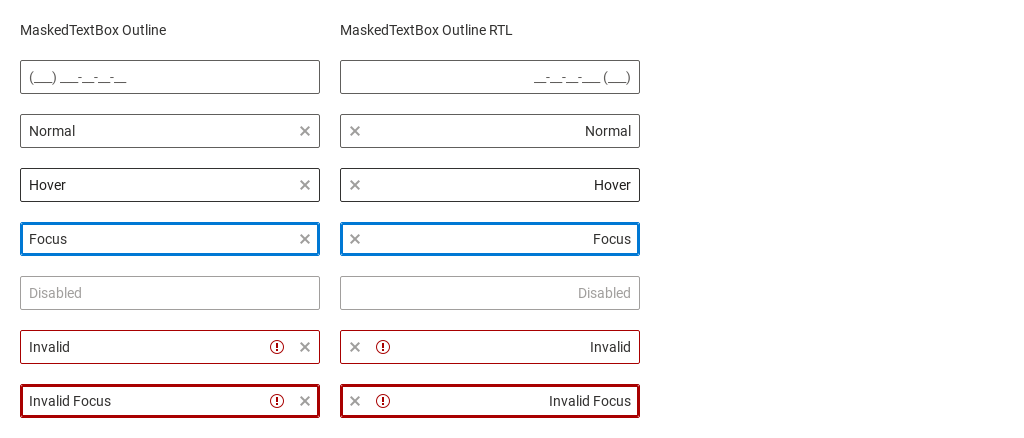 MaskedTextBox Outline MaskedTextBox Outline RTL
(___) ___-__-__-__ __-__-__-___ (___)
Normal Normal
Hover Hover
Focus Focus
Disabled Disabled
Invalid Invalid
Invalid Focus Invalid Focus